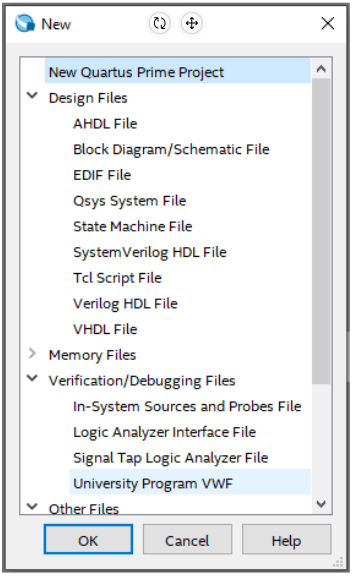 New
New Quartus Prime Project
Design Files
AHDL File
Block Diagram/Schematic File
EDIF File
Qsys System File
State Machine File
SystemVerilog HDL File
Tcl Script File
Verilog HDL File
VHDL File
Memory Files
Verification/Debugging Files
In-System Sources and Probes File
Logic Analyzer Interface File
Signal Tap Logic Analyzer File
University Program VWF
Other Files
OK Cancel Help